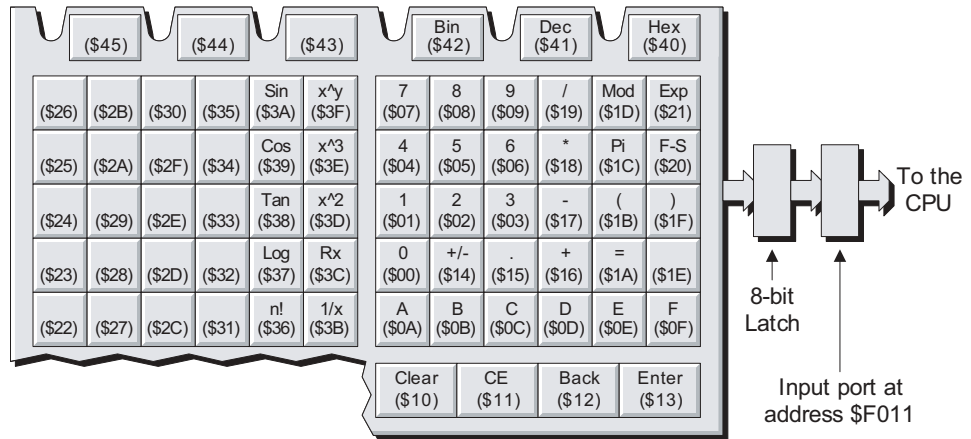 Bin Dec Hex
($45) ($44) ($43) ($42) ($41) ($40)
Sin x^y 7 8 9 / Mod Exp
($26) ($2B) ($30) ($35) ($3A) ($3F) ($07) ($08) ($09) ($19) ($1D) ($21)
Cos x^3 4 5 6 * Pi F-S
($25) ($2A) ($2F) ($34) ($39) ($3E) ($04) ($05) ($06) ($18) ($1C) ($20)
Tan x^2 1 2 3 - ( )
($24) ($29) ($2E) ($33) ($38) ($3D) ($01) ($02) ($03) ($17) ($1B) ($1F)
Log Rx 0 +/- . + =
($23) ($28) ($2D) ($32) ($37) ($3C) ($00) ($14) ($15) ($16) ($1A) ($1E)
n! 1/x A B C D E F
($22) ($27) ($2C) ($31) ($36) ($3B) ($0A) ($0B) ($0C) ($0D) ($0E) ($0F)
Clear CE Back Enter
($10) ($11) ($12) ($13)
To the
CPU
8-bit
Latch
Input port at
address $F011